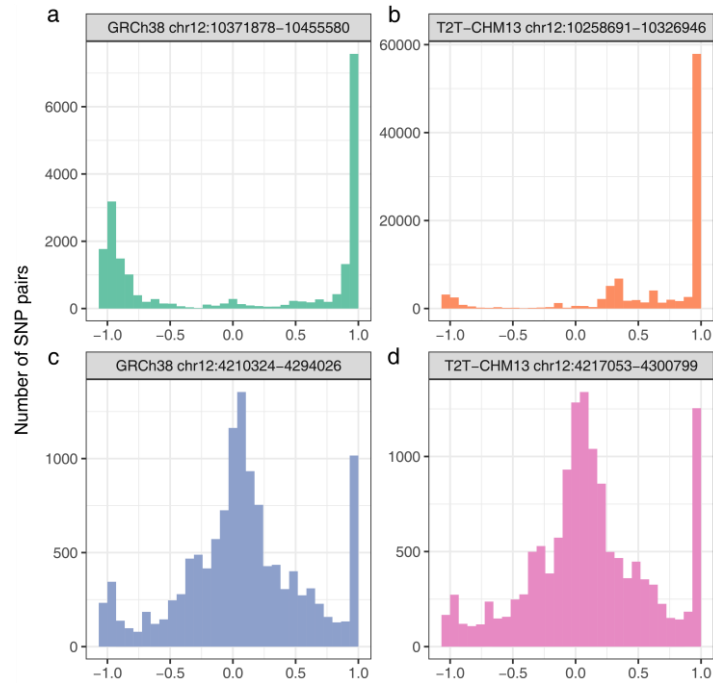 a
GRCh38 chr12:10371878−10455580
b
T2T−CHM13 chr12:10258691−10326946
6000
4000
2000
0
−1.0 −0.5 0.0 0.5 1.0
60000
40000
20000
0
−1.0 −0.5 0.0 0.5 1.0
Number of SNP pairs
c
GRCh38 chr12:4210324−4294026
d
T2T−CHM13 chr12:4217053−4300799
1000
500
0
−1.0 −0.5 0.0 0.5 1.0
1000
500
0
−1.0 −0.5 0.0 0.5 1.0